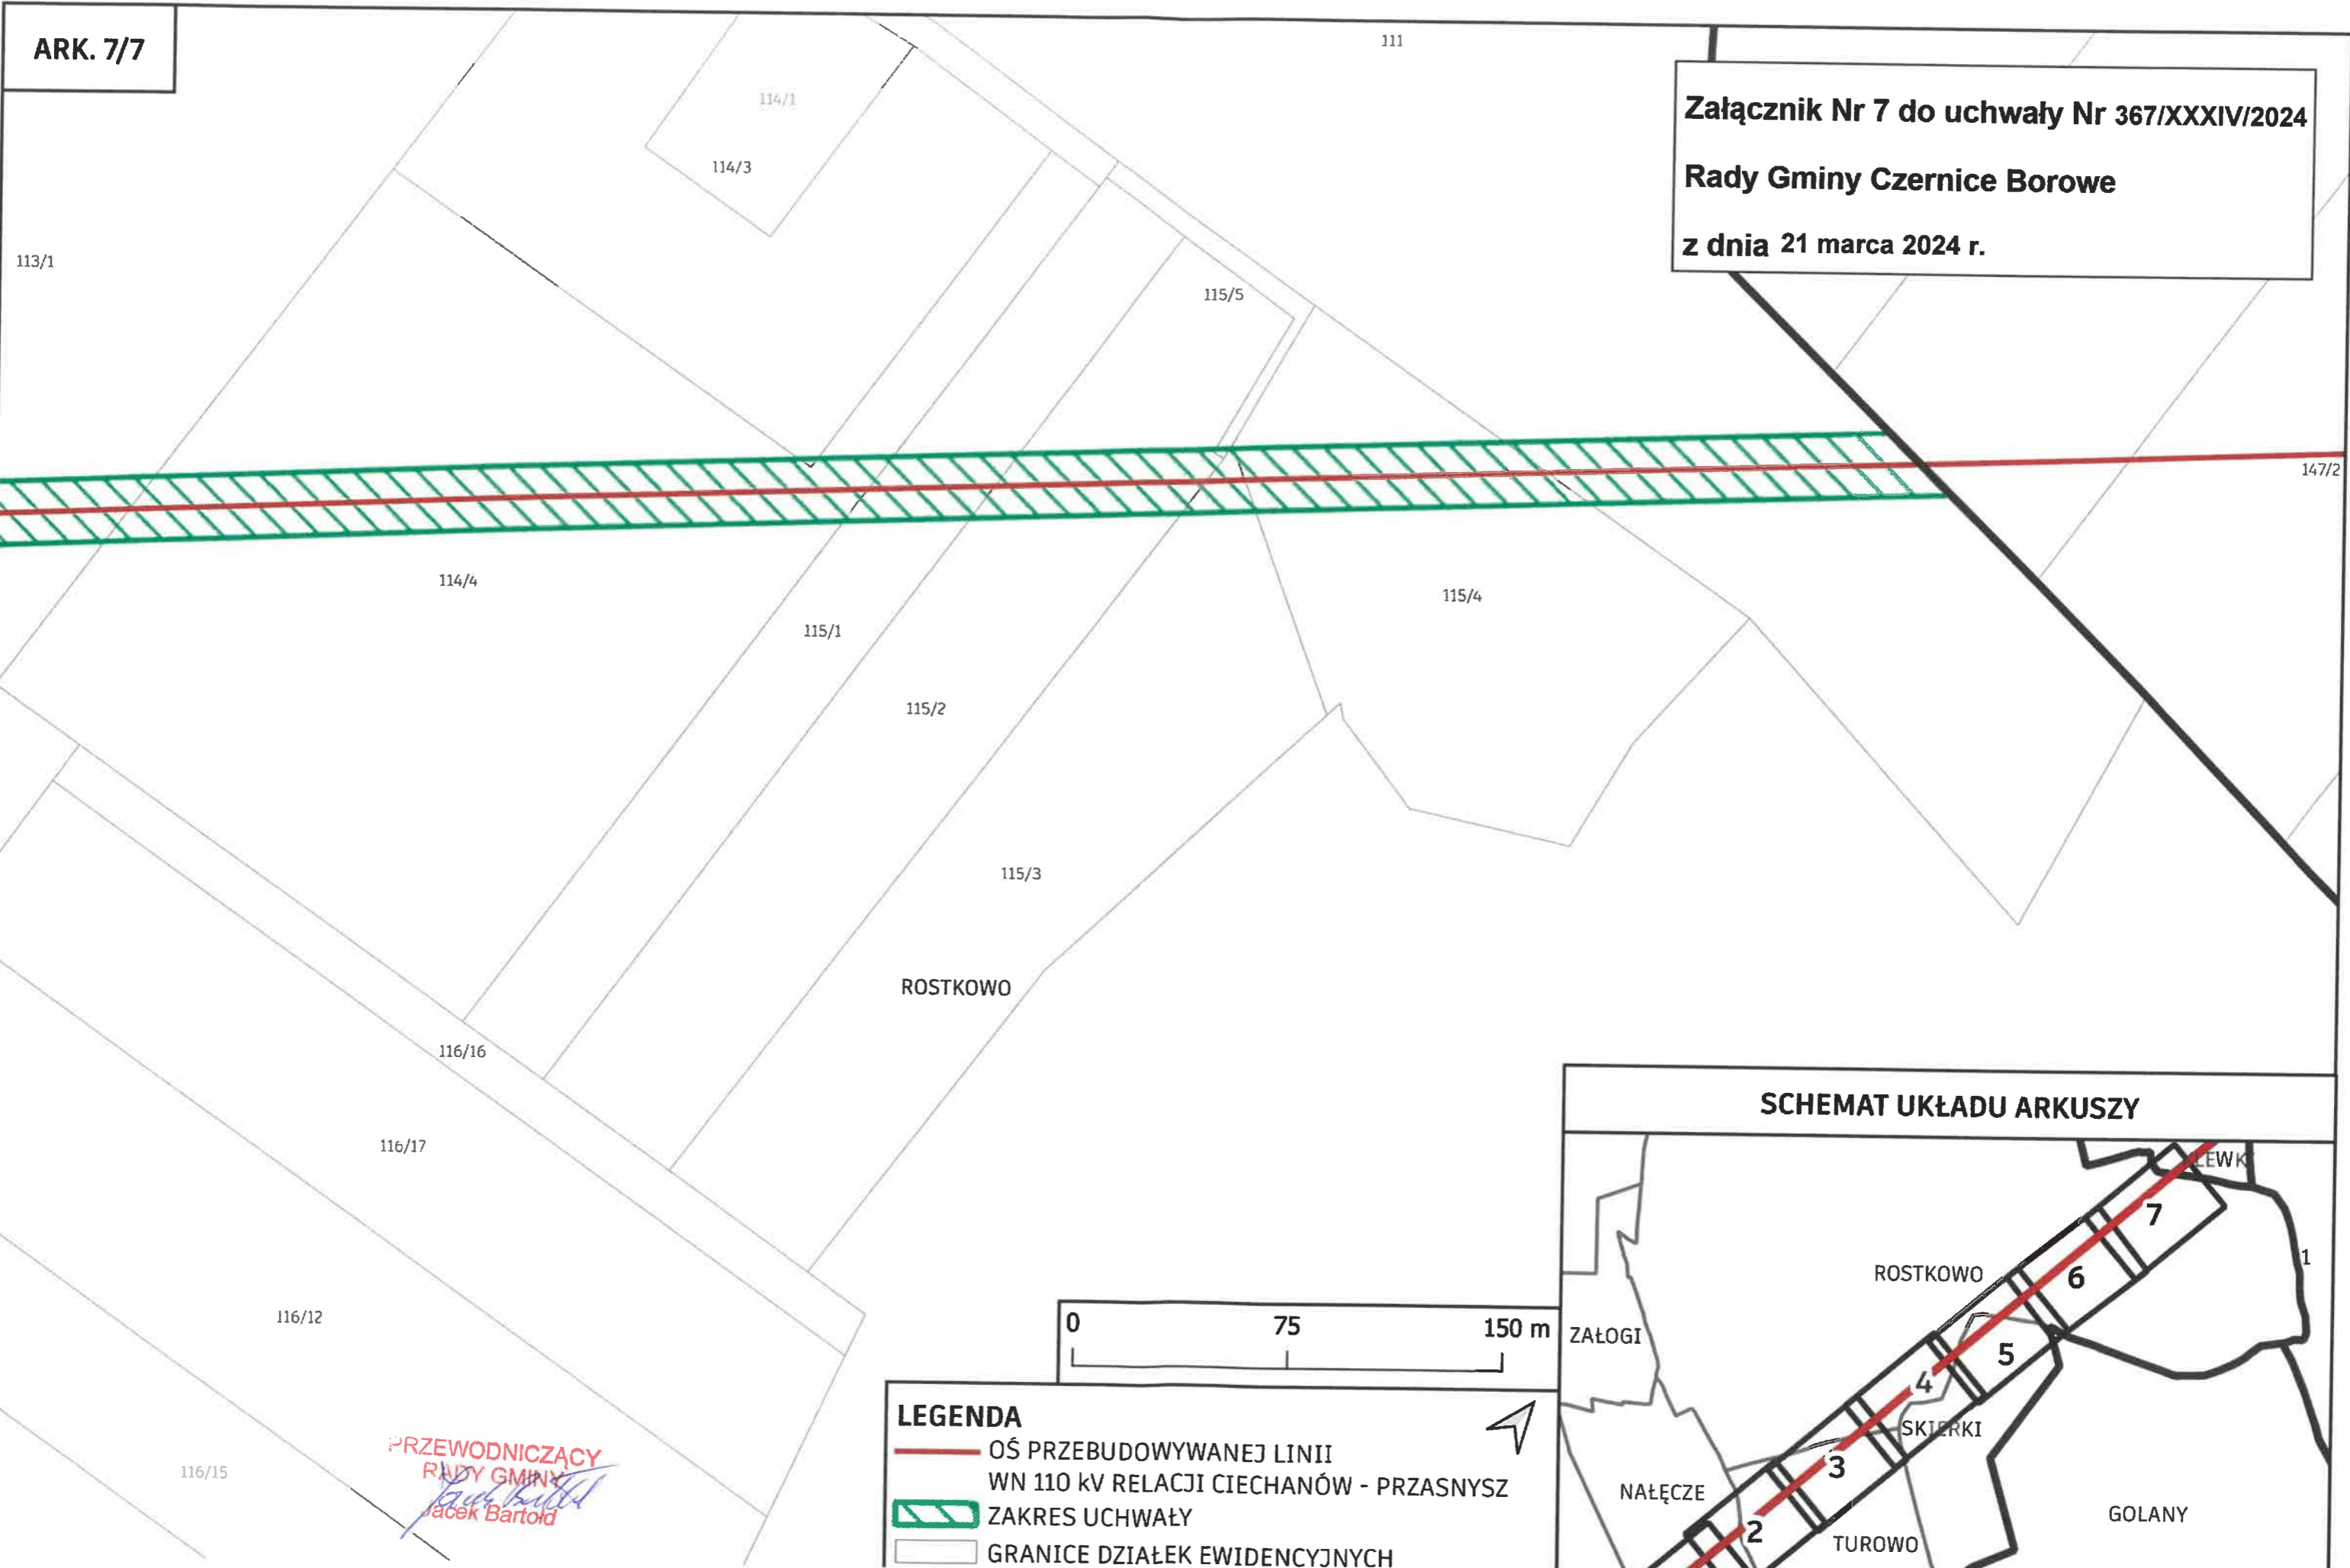 ARK. 7/7
111
Załącznik Nr 7 do uchwały Nr 367/XXXIV/2024
Rady Gminy Czernice Borowe
z dnia 21 marca 2024 r.
114/1
114/3
113/1
115/5
147/2
114/4
115/4
115/1
115/2
115/3
ROSTKOWO
116/16
116/17
116/12
116/15
PRZEWODNICZĄCY
RADY GMINY
Jacek Bartołd
0 75 150 m
LEGENDA
OŚ PRZEBUDOWYWANEJ LINII
WN 110 kV RELACJI CIECHANÓW - PRZASNYSZ
ZAKRES UCHWAŁY
GRANICE DZIAŁEK EWIDENCYJNYCH
SCHEMAT UKŁADU ARKUSZY
LEWK
7
1
ROSTKOWO
6
ZAŁOGI
5
4
SKIERKI
3
NAŁĘCZE
GOLANY
2
TUROWO